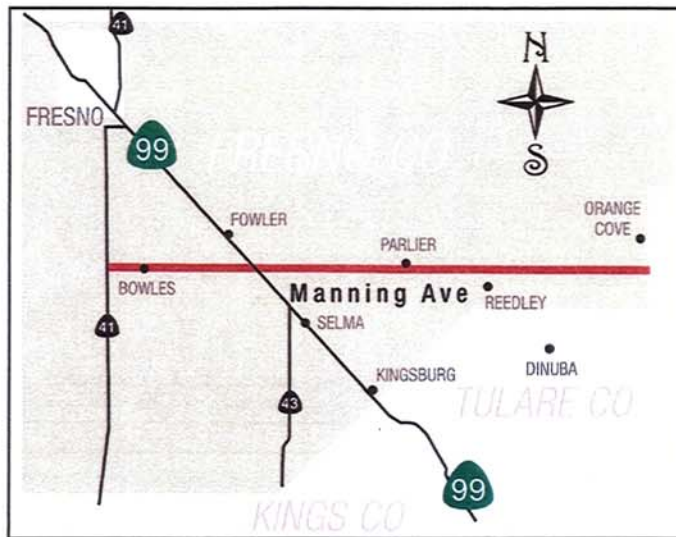 41
N
FRESNO
99
FRESNO CO
S
ORANGE
COVE
FOWLER
PARLIER
BOWLES
Manning Ave
REEDLEY
41
SELMA
DINUBA
KINGSBURG
43
TULARE CO.
99
KINGS CO